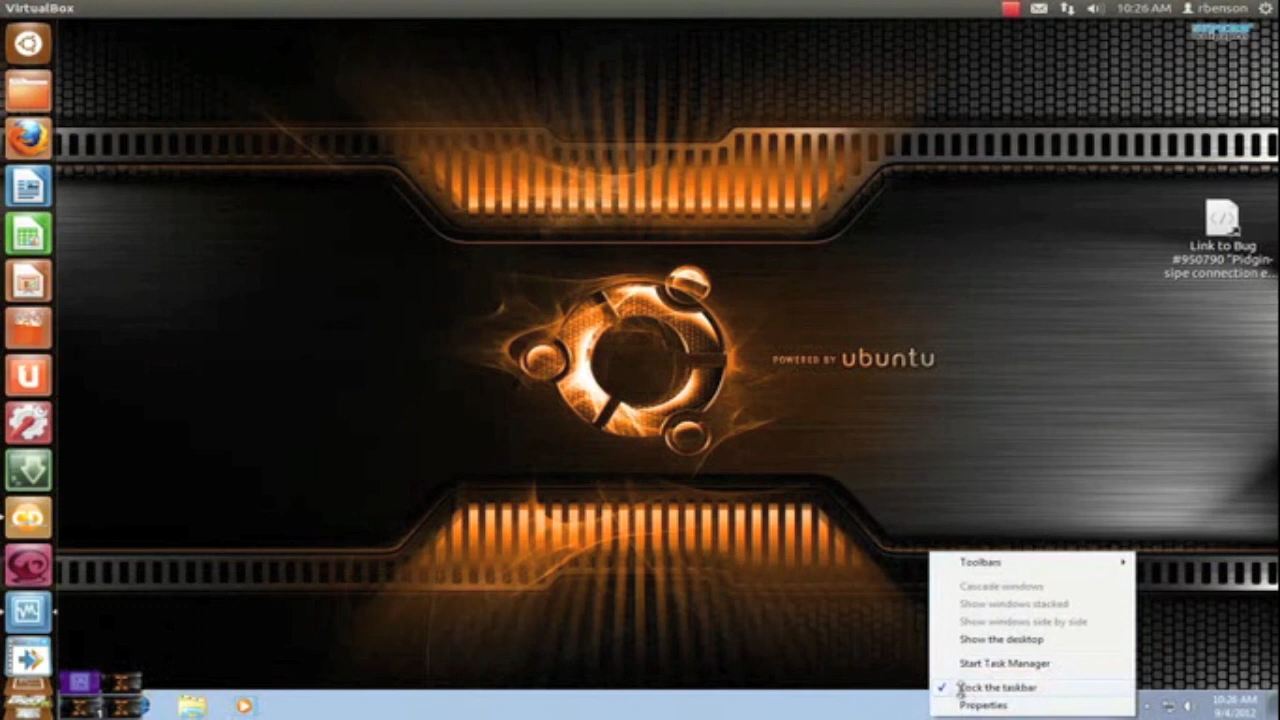 VirtualBox
10:26 AM
rbenson
Link to Bug
#950790 "Pidgin-
sipe connection e...
POWERED BY ubuntu
Toolbars
Cascade windows
Show windows stacked
Show windows side by side
Show the desktop
Start Task Manager
Lock the taskbar
Properties
10:26 AM
9/4/2012